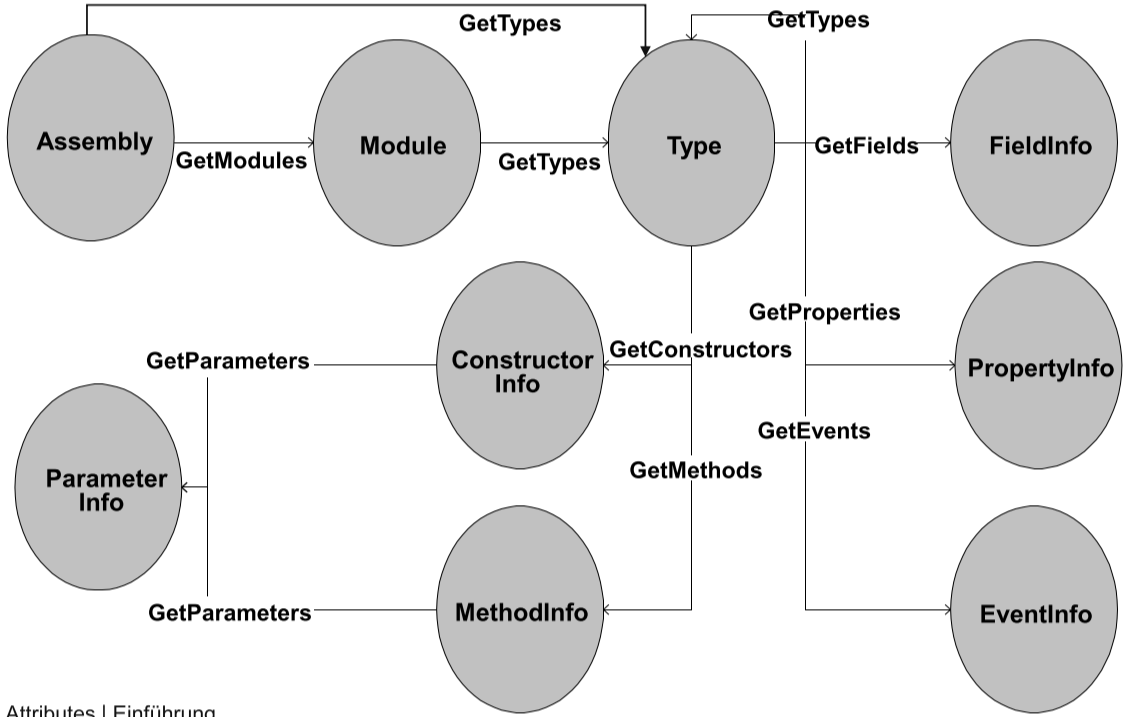 GetTypes
GetTypes
Assembly
GetModules
Module
GetTypes
Type
GetFields
FieldInfo
GetProperties
GetConstructors
PropertyInfo
GetParameters
Constructor
Info
GetEvents
GetMethods
Parameter
Info
GetParameters
MethodInfo
EventInfo
Attributes | Einführung